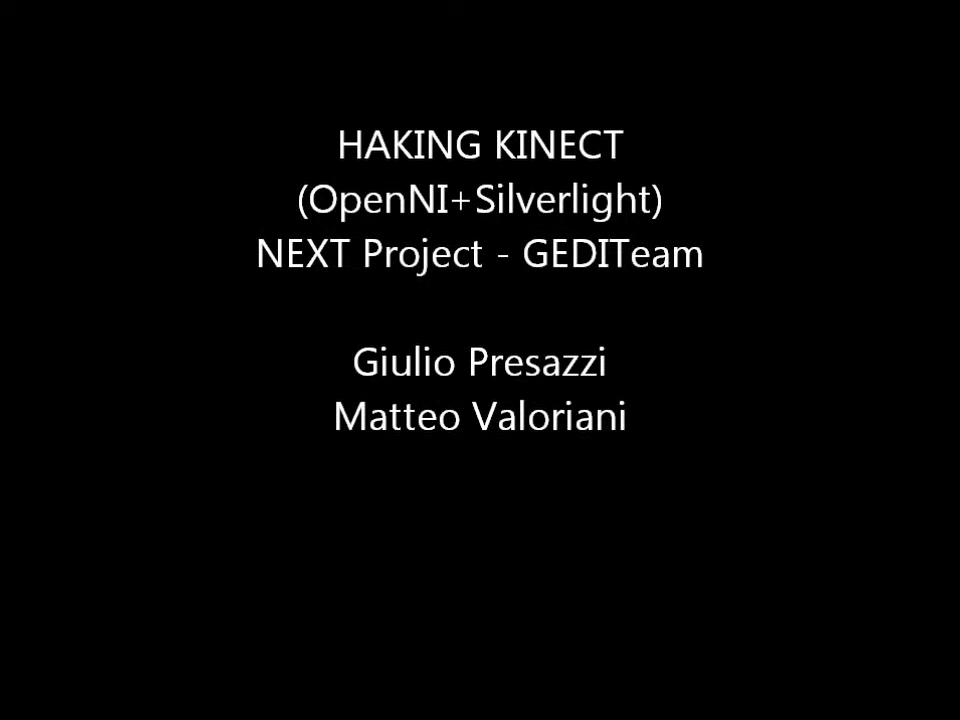 HAKING KINECT
(OpenNI+Silverlight)
NEXT Project - GEDITeam
Giulio Presazzi
Matteo Valoriani